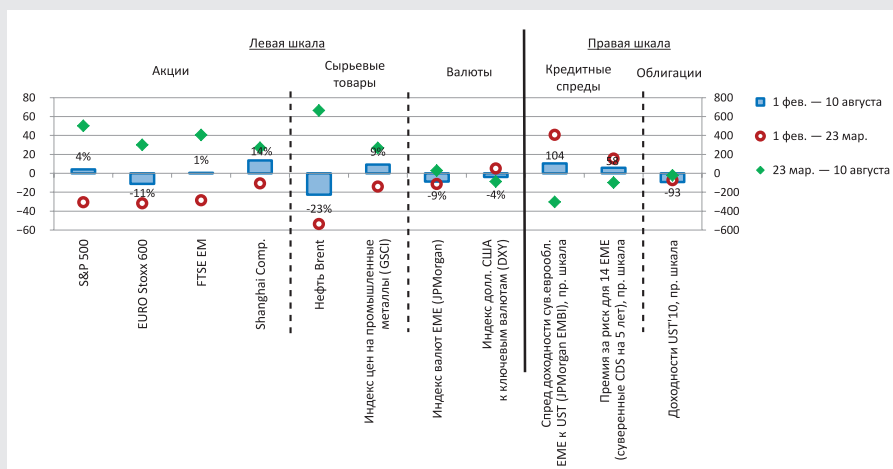 Левая шкала
Правая шкала
Акции
Сырьевые
товары
Валюты
Кредитные
спреды
Облигации
80
60
40
20
0
−20
−40
−60
800
600
400
200
0
−200
−400
−600
4%
-11%
1%
14%
-23%
9%
-9%
-4%
104
58
-93
1 фев. — 10 августа
1 фев. — 23 мар.
23 мар. — 10 августа
S&P 500
EURO Stoxx 600
FTSE EM
Shanghai Comp.
Нефть Brent
Индекс цен на промышленные
металлы (GSCI)
Индекс валют EME (JPMorgan)
Индекс долл. США
к ключевым валютам (DXY)
Спред доходности сув.еврообл.
EME к UST (JPMorgan EMBI), пр. шкала
Премия за риск для 14 EME
(суверенные CDS на 5 лет), пр. шкала
Доходности UST'10, пр. шкала